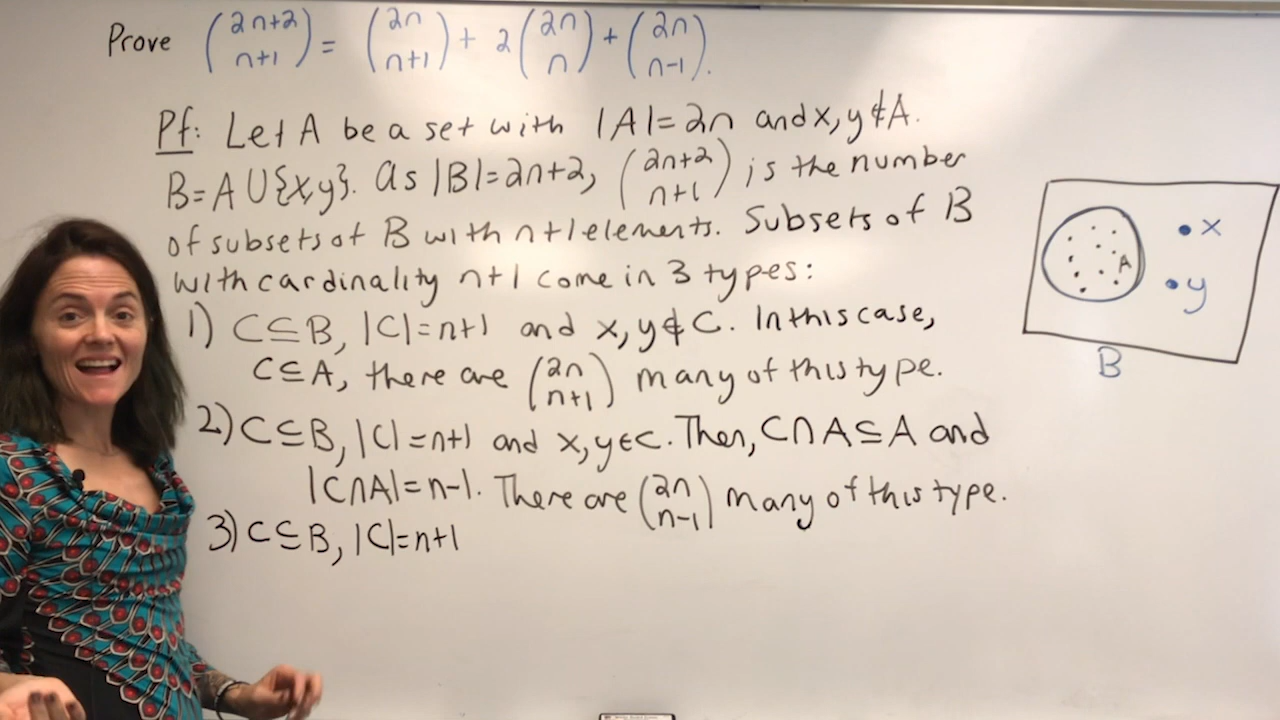 Prove (2n+2 n+1) = (2n n+1) + 2(2n n) + (2n n-1).
Pf: Let A be a set with |A|=2n and x,y∉A.
B=A∪{x,y}. As |B|=2n+2, (2n+2 n+1) is the number
of subsets of B with n+1 elements. Subsets of B
with cardinality n+1 come in 3 types:
1) C⊆B, |C|=n+1 and x,y∉C. In this case,
C⊆A, there are (2n n+1) many of this type.
2) C⊆B, |C|=n+1 and x,y∈C. Then, C∩A⊆A and
|C∩A|=n-1. There are (2n n-1) many of this type.
3) C⊆B, |C|=n+1
x
A
y
B